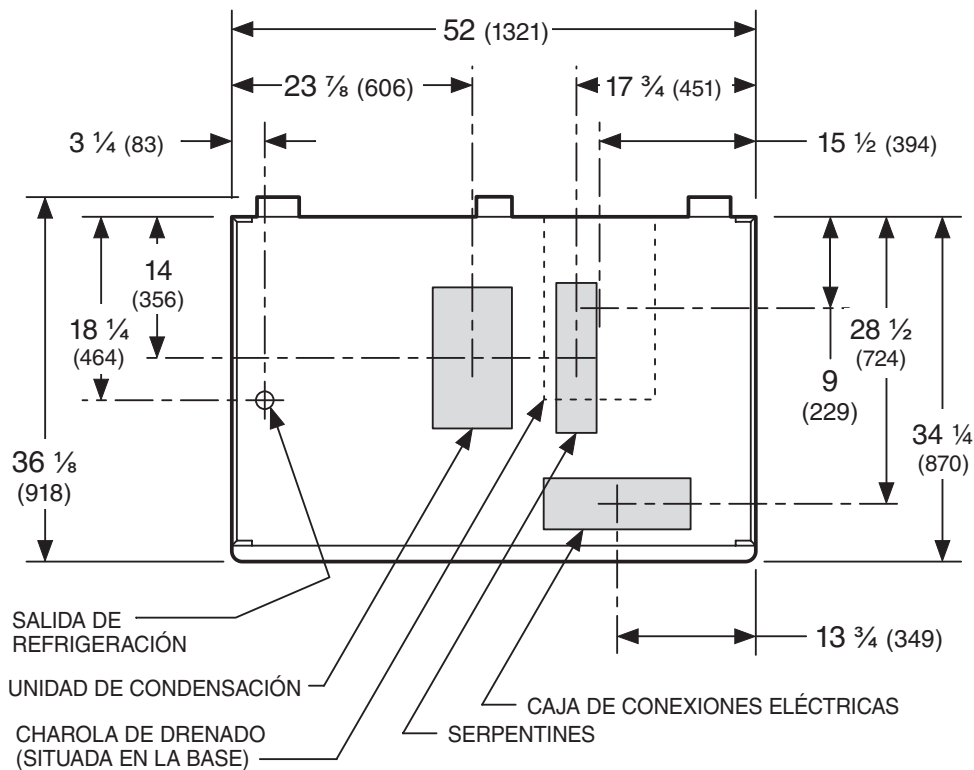 52 (1321)
23 ⅞ (606)
17 ¾ (451)
3 ¼ (83)
15 ½ (394)
14
(356)
18 ¼
(464)
28 ½
(724)
9
(229)
34 ¼
(870)
36 ⅛
(918)
SALIDA DE
REFRIGERACIÓN
13 ¾ (349)
UNIDAD DE CONDENSACIÓN
CAJA DE CONEXIONES ELÉCTRICAS
CHAROLA DE DRENADO
(SITUADA EN LA BASE)
SERPENTINES